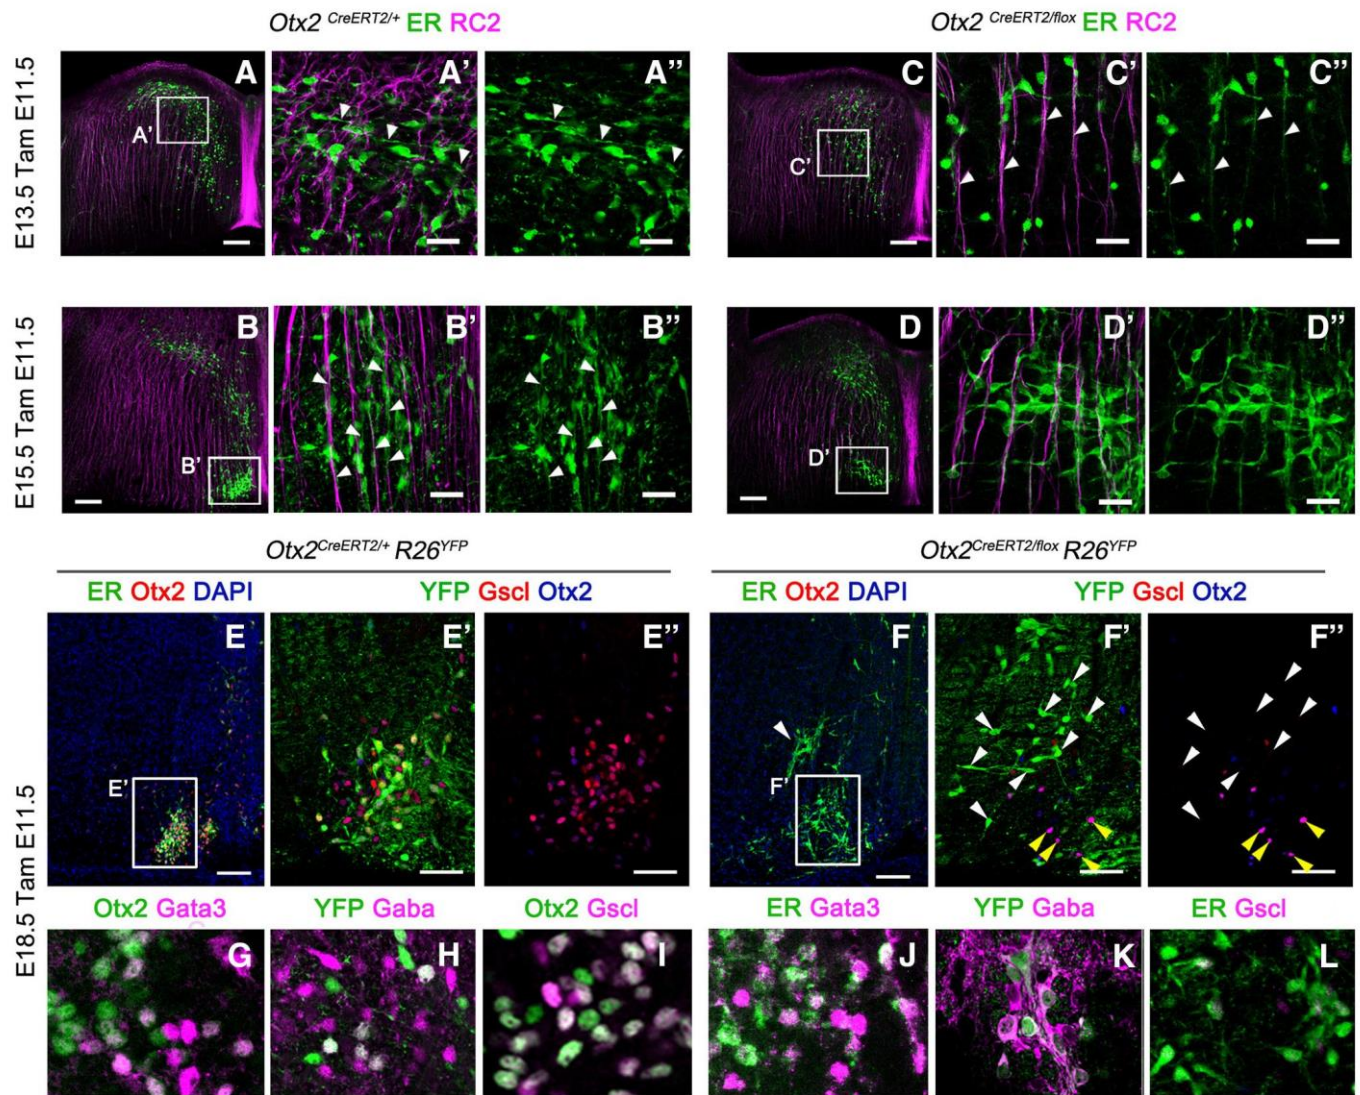 Otx2 CreERT2/+ ER RC2
Otx2 CreERT2/flox ER RC2
E13.5 Tam E11.5
A
A'
A'
A"
C
C'
C'
C"
E15.5 Tam E11.5
B
B'
B'
B"
D
D'
D'
D"
Otx2CreERT2/+ R26YFP
Otx2CreERT2/flox R26YFP
ER Otx2 DAPI
YFP Gscl Otx2
ER Otx2 DAPI
YFP Gscl Otx2
E18.5 Tam E11.5
E
E'
E'
E"
F
F'
F'
F"
Otx2 Gata3
YFP Gaba
Otx2 Gscl
ER Gata3
YFP Gaba
ER Gscl
G
H
I
J
K
L